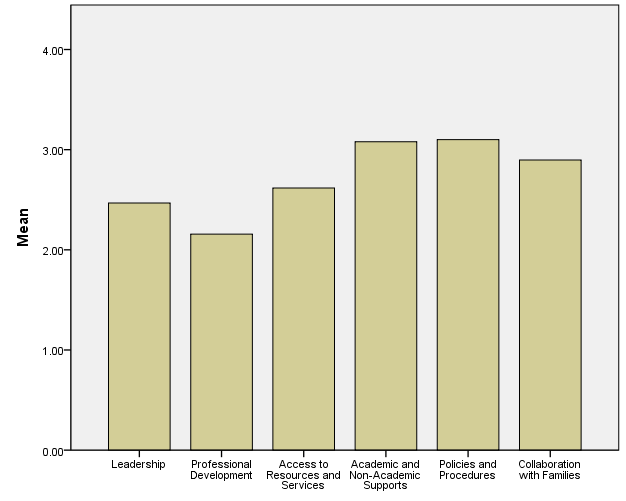 4.00
3.00
2.00
1.00
0.00
Mean
Leadership
Professional
Development
Access to
Resources and
Services
Academic and
Non-Academic
Supports
Policies and
Procedures
Collaboration
with Families